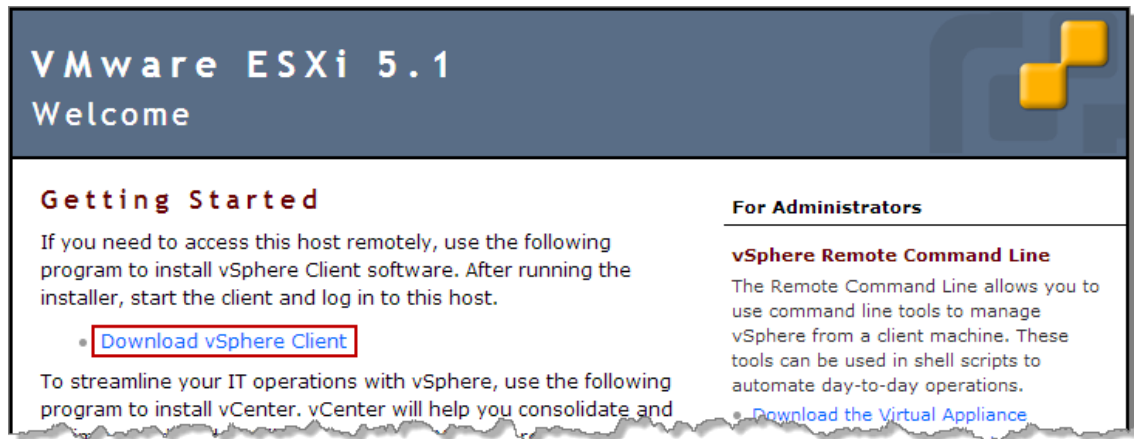 VMware ESXi 5.1
Welcome
Getting Started
If you need to access this host remotely, use the following
program to install vSphere Client software. After running the
installer, start the client and log in to this host.
Download vSphere Client
To streamline your IT operations with vSphere, use the following
program to install vCenter. vCenter will help you consolidate and
For Administrators
vSphere Remote Command Line
The Remote Command Line allows you to
use command line tools to manage
vSphere from a client machine. These
tools can be used in shell scripts to
automate day-to-day operations.
Download the Virtual Appliance